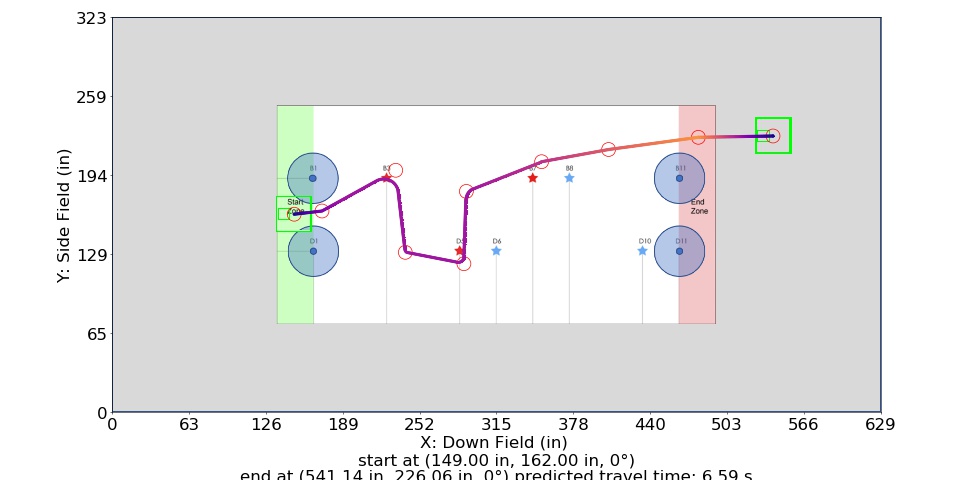 323
259
194
129
65
0
Y: Side Field (in)
B1
B3
B8
B11
Start
Zone
End
Zone
D1
D5
D6
D10
D11
0 63 126 189 252 315 378 440 503 566 629
X: Down Field (in)
start at (149.00 in, 162.00 in, 0°)
end at (541.14 in, 226.06 in, 0°) predicted travel time: 6.59 s